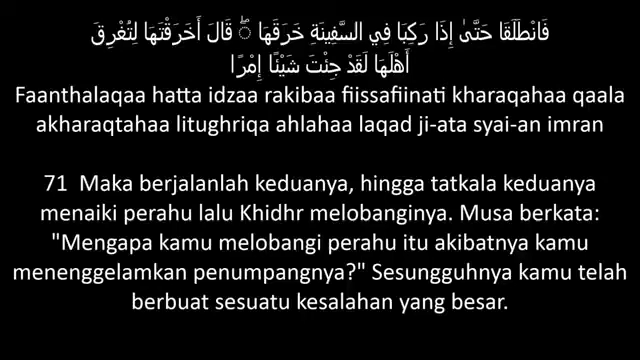 فَانْطَلَقَا حَتَّىٰ إِذَا رَكِبَا فِي السَّفِينَةِ خَرَقَهَا ۖ قَالَ أَخَرَقْتَهَا لِتُغْرِقَ
أَهْلَهَا لَقَدْ جِئْتَ شَيْئًا إِمْرًا
Faanthalaqaa hatta idzaa rakibaa fiissafiinati kharaqahaa qaala
akharaqtahaa litughriqa ahlahaa laqad ji-ata syai-an imran
71 Maka berjalanlah keduanya, hingga tatkala keduanya
menaiki perahu lalu Khidhr melobanginya. Musa berkata:
"Mengapa kamu melobangi perahu itu akibatnya kamu
menenggelamkan penumpangnya?" Sesungguhnya kamu telah
berbuat sesuatu kesalahan yang besar.